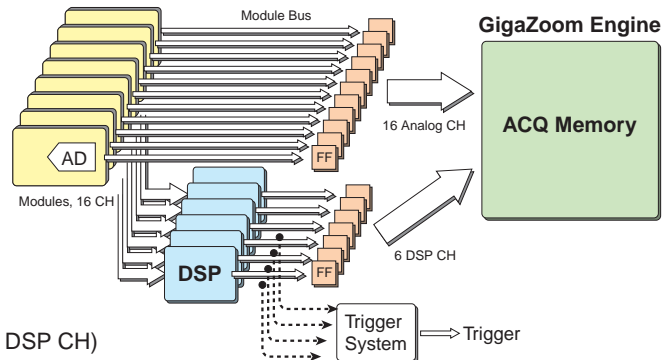 Module Bus
GigaZoom Engine
ACQ Memory
16 Analog CH
AD
FF
Modules, 16 CH
6 DSP CH
DSP
FF
DSP CH)
Trigger
System
Trigger